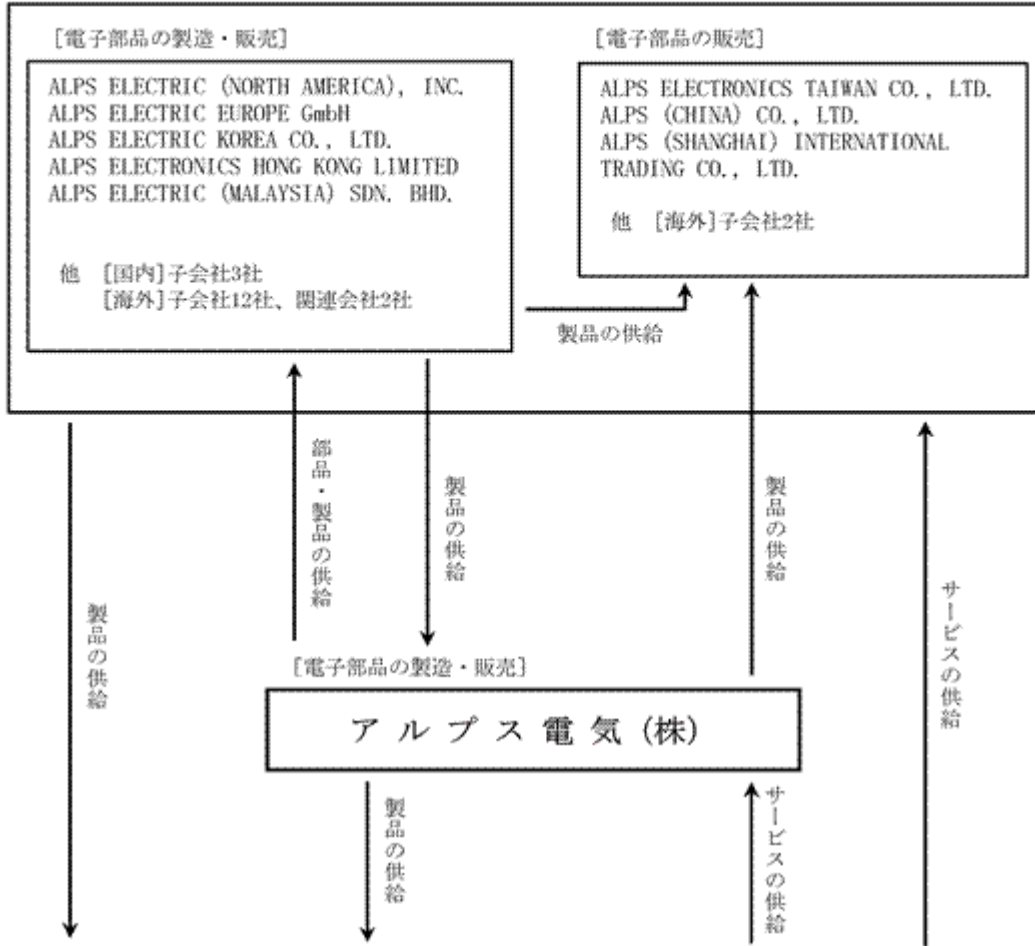 [電子部品の製造・販売]
ALPS ELECTRIC (NORTH AMERICA), INC.
ALPS ELECTRIC EUROPE GmbH
ALPS ELECTRIC KOREA CO., LTD.
ALPS ELECTRONICS HONG KONG LIMITED
ALPS ELECTRIC (MALAYSIA) SDN. BHD.
他 [国内]子会社3社
[海外]子会社12社、関連会社2社
[電子部品の販売]
ALPS ELECTRONICS TAIWAN CO., LTD.
ALPS (CHINA) CO., LTD.
ALPS (SHANGHAI) INTERNATIONAL
TRADING CO., LTD.
他 [海外]子会社2社
製品の供給
部品・製品の供給
製品の供給
製品の供給
製品の供給
サービスの供給
[電子部品の製造・販売]
アルプス電気(株)
製品の供給
サービスの供給